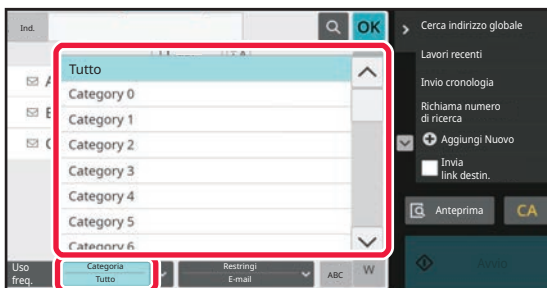 Ind.
OK
Cerca indirizzo globale
Lavori recenti
Invio cronologia
Richiama numero
di ricerca
Aggiungi Nuovo
Invia
link destin.
Anteprima
CA
Avvio
Tutto
Category 0
Category 1
Category 2
Category 3
Category 4
Category 5
Category 6
Uso
freq.
Categoria
Tutto
Restringi
E-mail
ABC
W